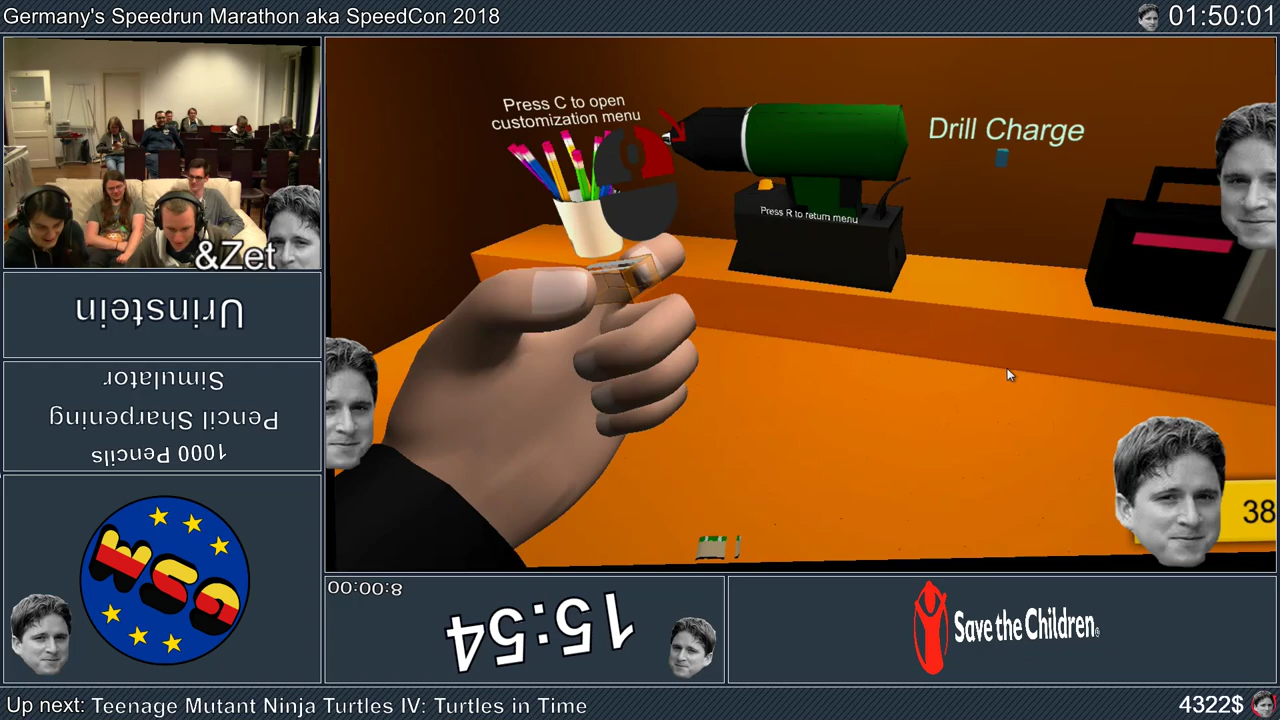 Germany's Speedrun Marathon aka SpeedCon 2018
01:50:01
&Zet
Urinstein
1000 Pencils
Pencil Sharpening
Simulator
GSM
Press C to open
customization menu
Press R to return menu
Drill Charge
38
8:00:00
15:54
Save the Children®
Up next: Teenage Mutant Ninja Turtles IV: Turtles in Time
4322$